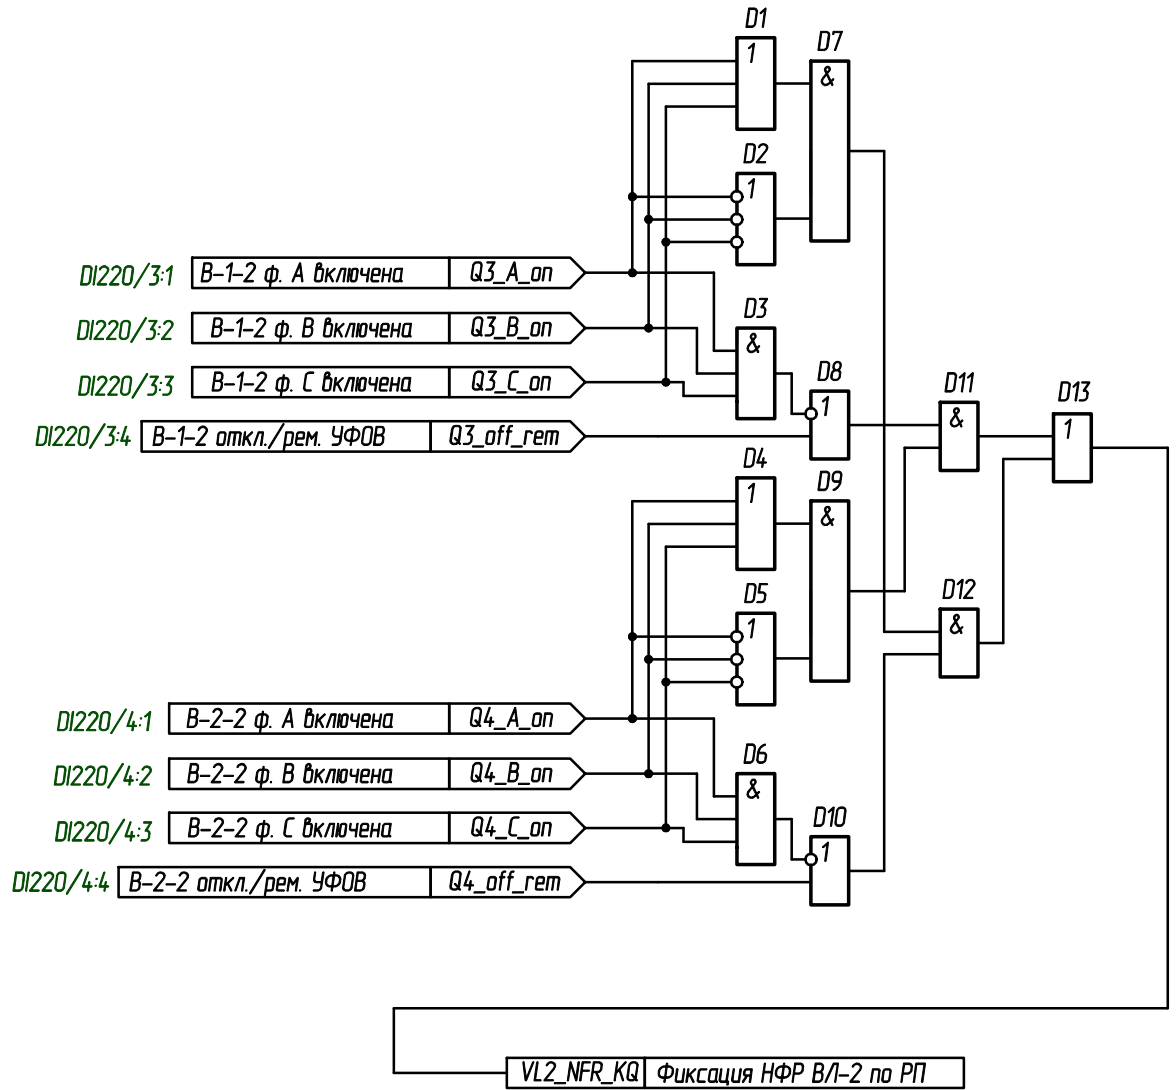 D1
1
D7
&
D2
1
DI220/3:1 В-1-2 ф. А включена Q3_A_on
DI220/3:2 В-1-2 ф. В включена Q3_B_on
D3
&
DI220/3:3 В-1-2 ф. С включена Q3_C_on
D8
1
D11
&
D13
1
DI220/3:4 В-1-2 откл./рем. УФОВ Q3_off_rem
D4
1
D9
&
D5
1
D12
&
DI220/4:1 В-2-2 ф. А включена Q4_A_on
DI220/4:2 В-2-2 ф. В включена Q4_B_on
D6
&
DI220/4:3 В-2-2 ф. С включена Q4_C_on
D10
1
DI220/4:4 В-2-2 откл./рем. УФОВ Q4_off_rem
VL2_NFR_KQ Фиксация НФР ВЛ-2 по РП